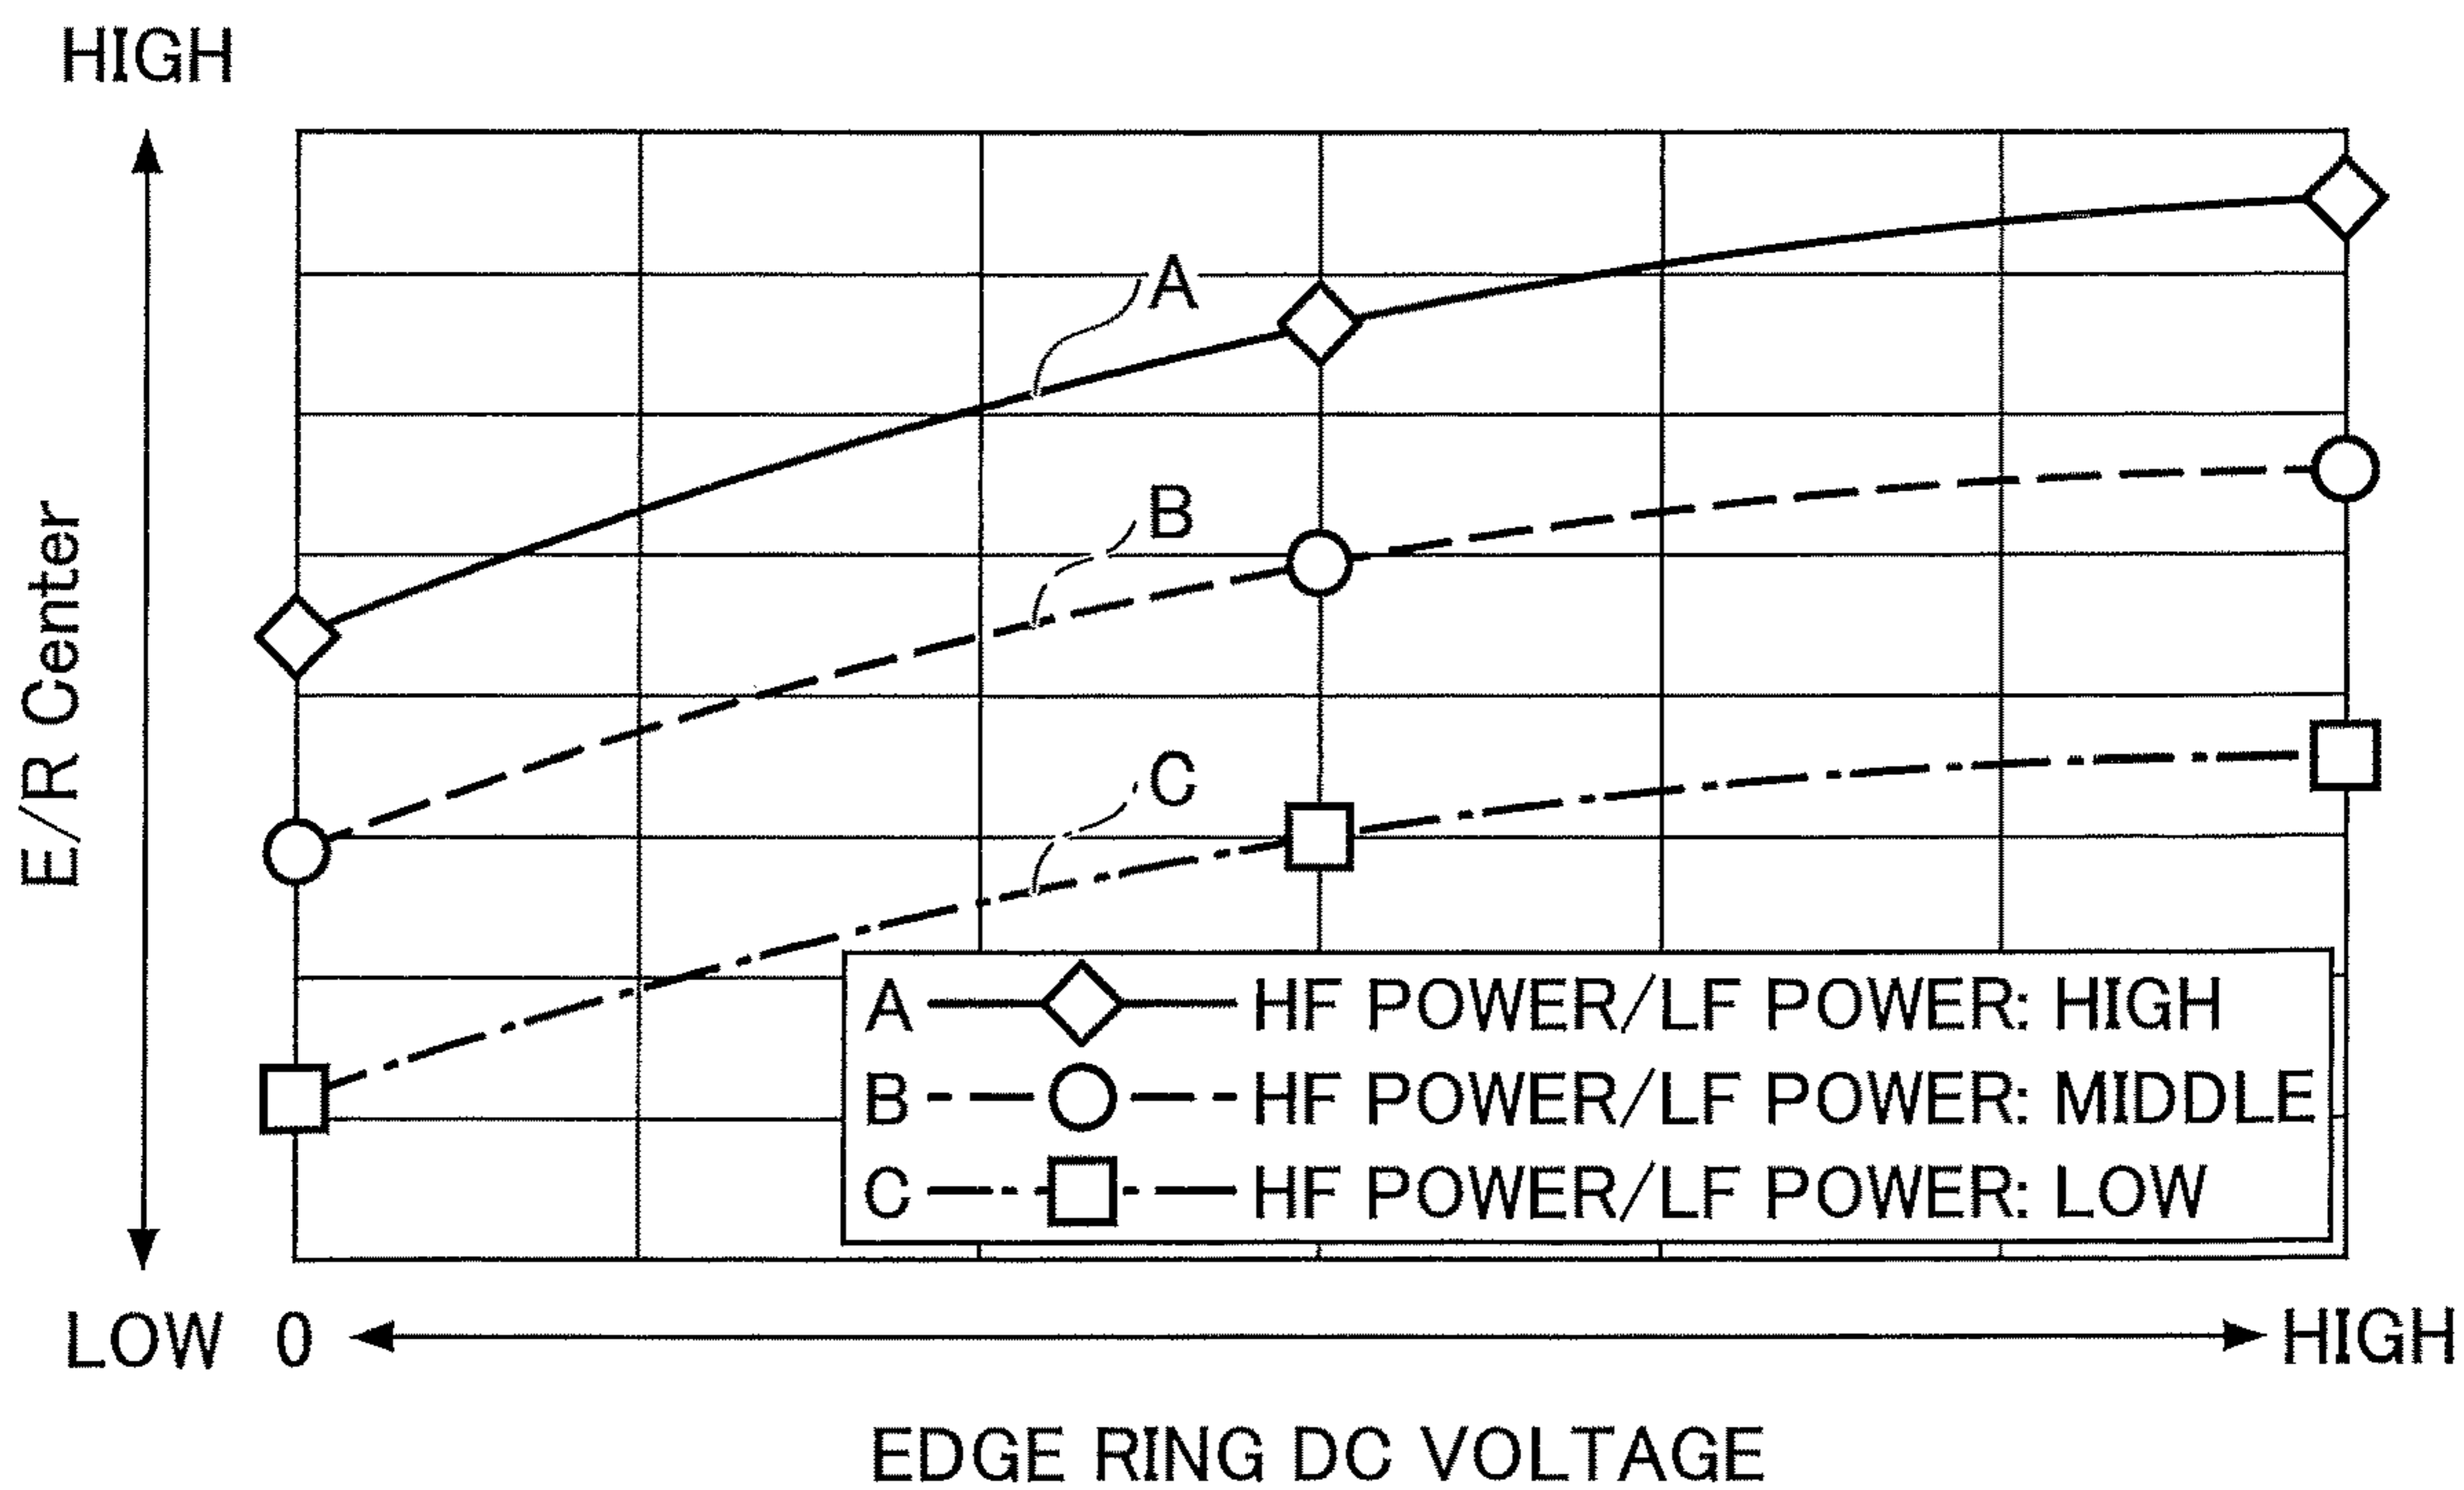 HIGH
E/R Center
A
B
C
A HF POWER/LF POWER: HIGH
B HF POWER/LF POWER: MIDDLE
C HF POWER/LF POWER: LOW
LOW 0 HIGH
EDGE RING DC VOLTAGE